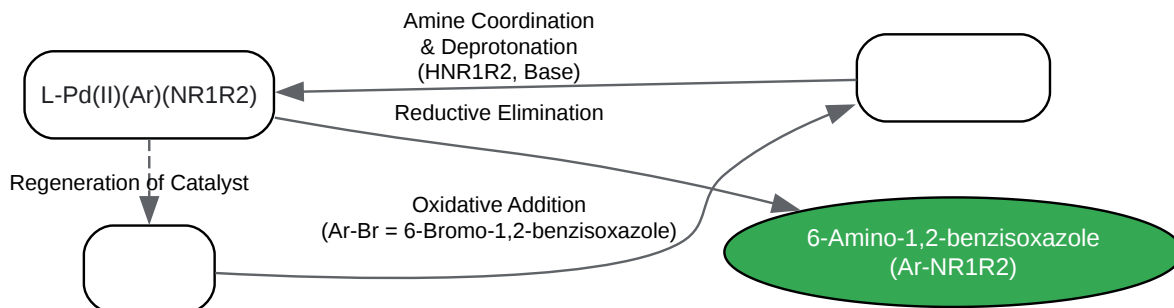 Amine Coordination
& Deprotonation
(HNR1R2, Base)
L-Pd(II)(Ar)(NR1R2)
Reductive Elimination
Regeneration of Catalyst
Oxidative Addition
(Ar-Br = 6-Bromo-1,2-benzisoxazole)
6-Amino-1,2-benzisoxazole
(Ar-NR1R2)